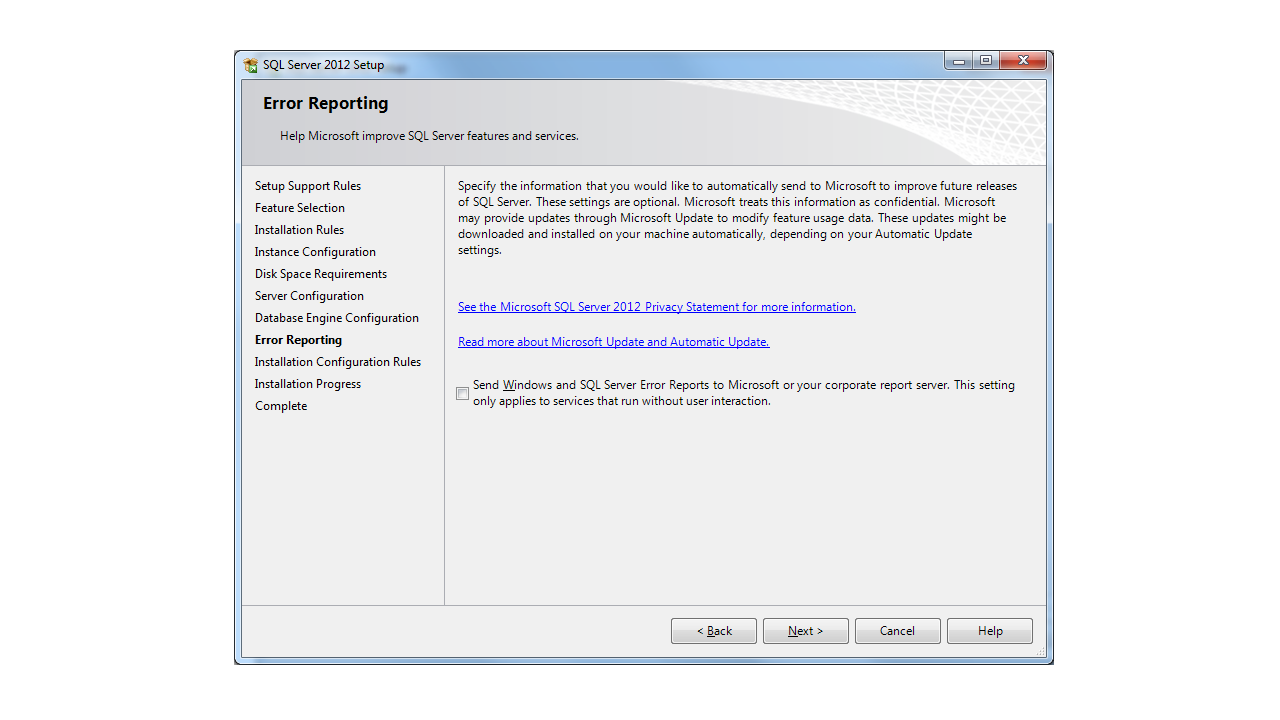 SQL Server 2012 Setup
Error Reporting
Help Microsoft improve SQL Server features and services.
Setup Support Rules
Feature Selection
Installation Rules
Instance Configuration
Disk Space Requirements
Server Configuration
Database Engine Configuration
Error Reporting
Installation Configuration Rules
Installation Progress
Complete
Specify the information that you would like to automatically send to Microsoft to improve future releases
of SQL Server. These settings are optional. Microsoft treats this information as confidential. Microsoft
may provide updates through Microsoft Update to modify feature usage data. These updates might be
downloaded and installed on your machine automatically, depending on your Automatic Update
settings.
See the Microsoft SQL Server 2012 Privacy Statement for more information.
Read more about Microsoft Update and Automatic Update.
Send Windows and SQL Server Error Reports to Microsoft or your corporate report server. This setting
only applies to services that run without user interaction.
< Back
Next >
Cancel
Help